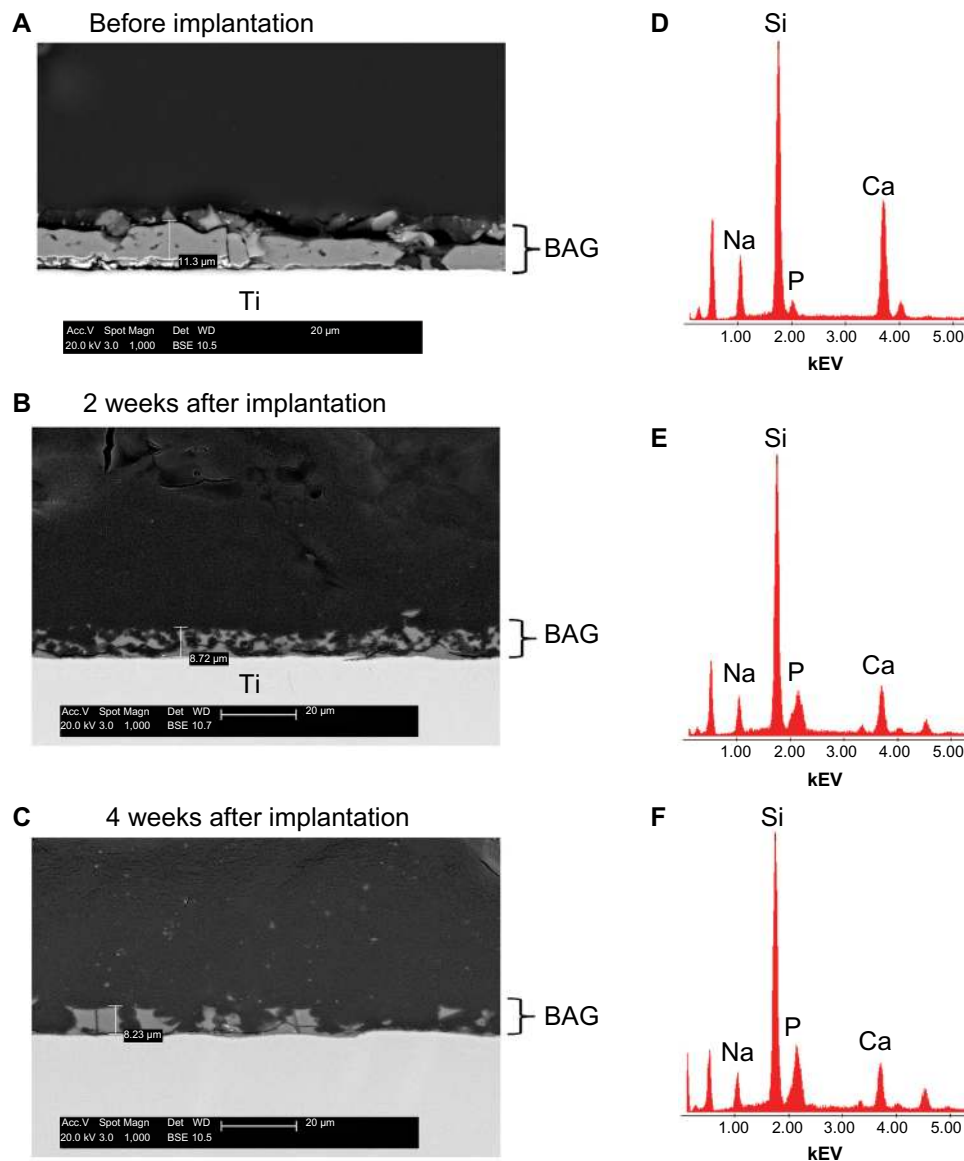 A Before implantation
11.3 µm
BAG
Ti
Acc.V Spot Magn Det WD 20 µm
20.0 kV 3.0 1,000 BSE 10.5
D
Si
Ca
Na
P
1.00 2.00 3.00 4.00 5.00
kEV
B 2 weeks after implantation
BAG
8.72 µm
Ti
Acc.V Spot Magn Det WD 20 µm
20.0 kV 3.0 1,000 BSE 10.7
E
Si
Na P Ca
1.00 2.00 3.00 4.00 5.00
kEV
C 4 weeks after implantation
BAG
8.23 µm
Acc.V Spot Magn Det WD 20 µm
20.0 kV 3.0 1,000 BSE 10.5
F
Si
Na P Ca
1.00 2.00 3.00 4.00 5.00
kEV